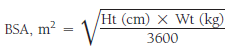 BSA, m² = √(Ht (cm) × Wt (kg) / 3600)